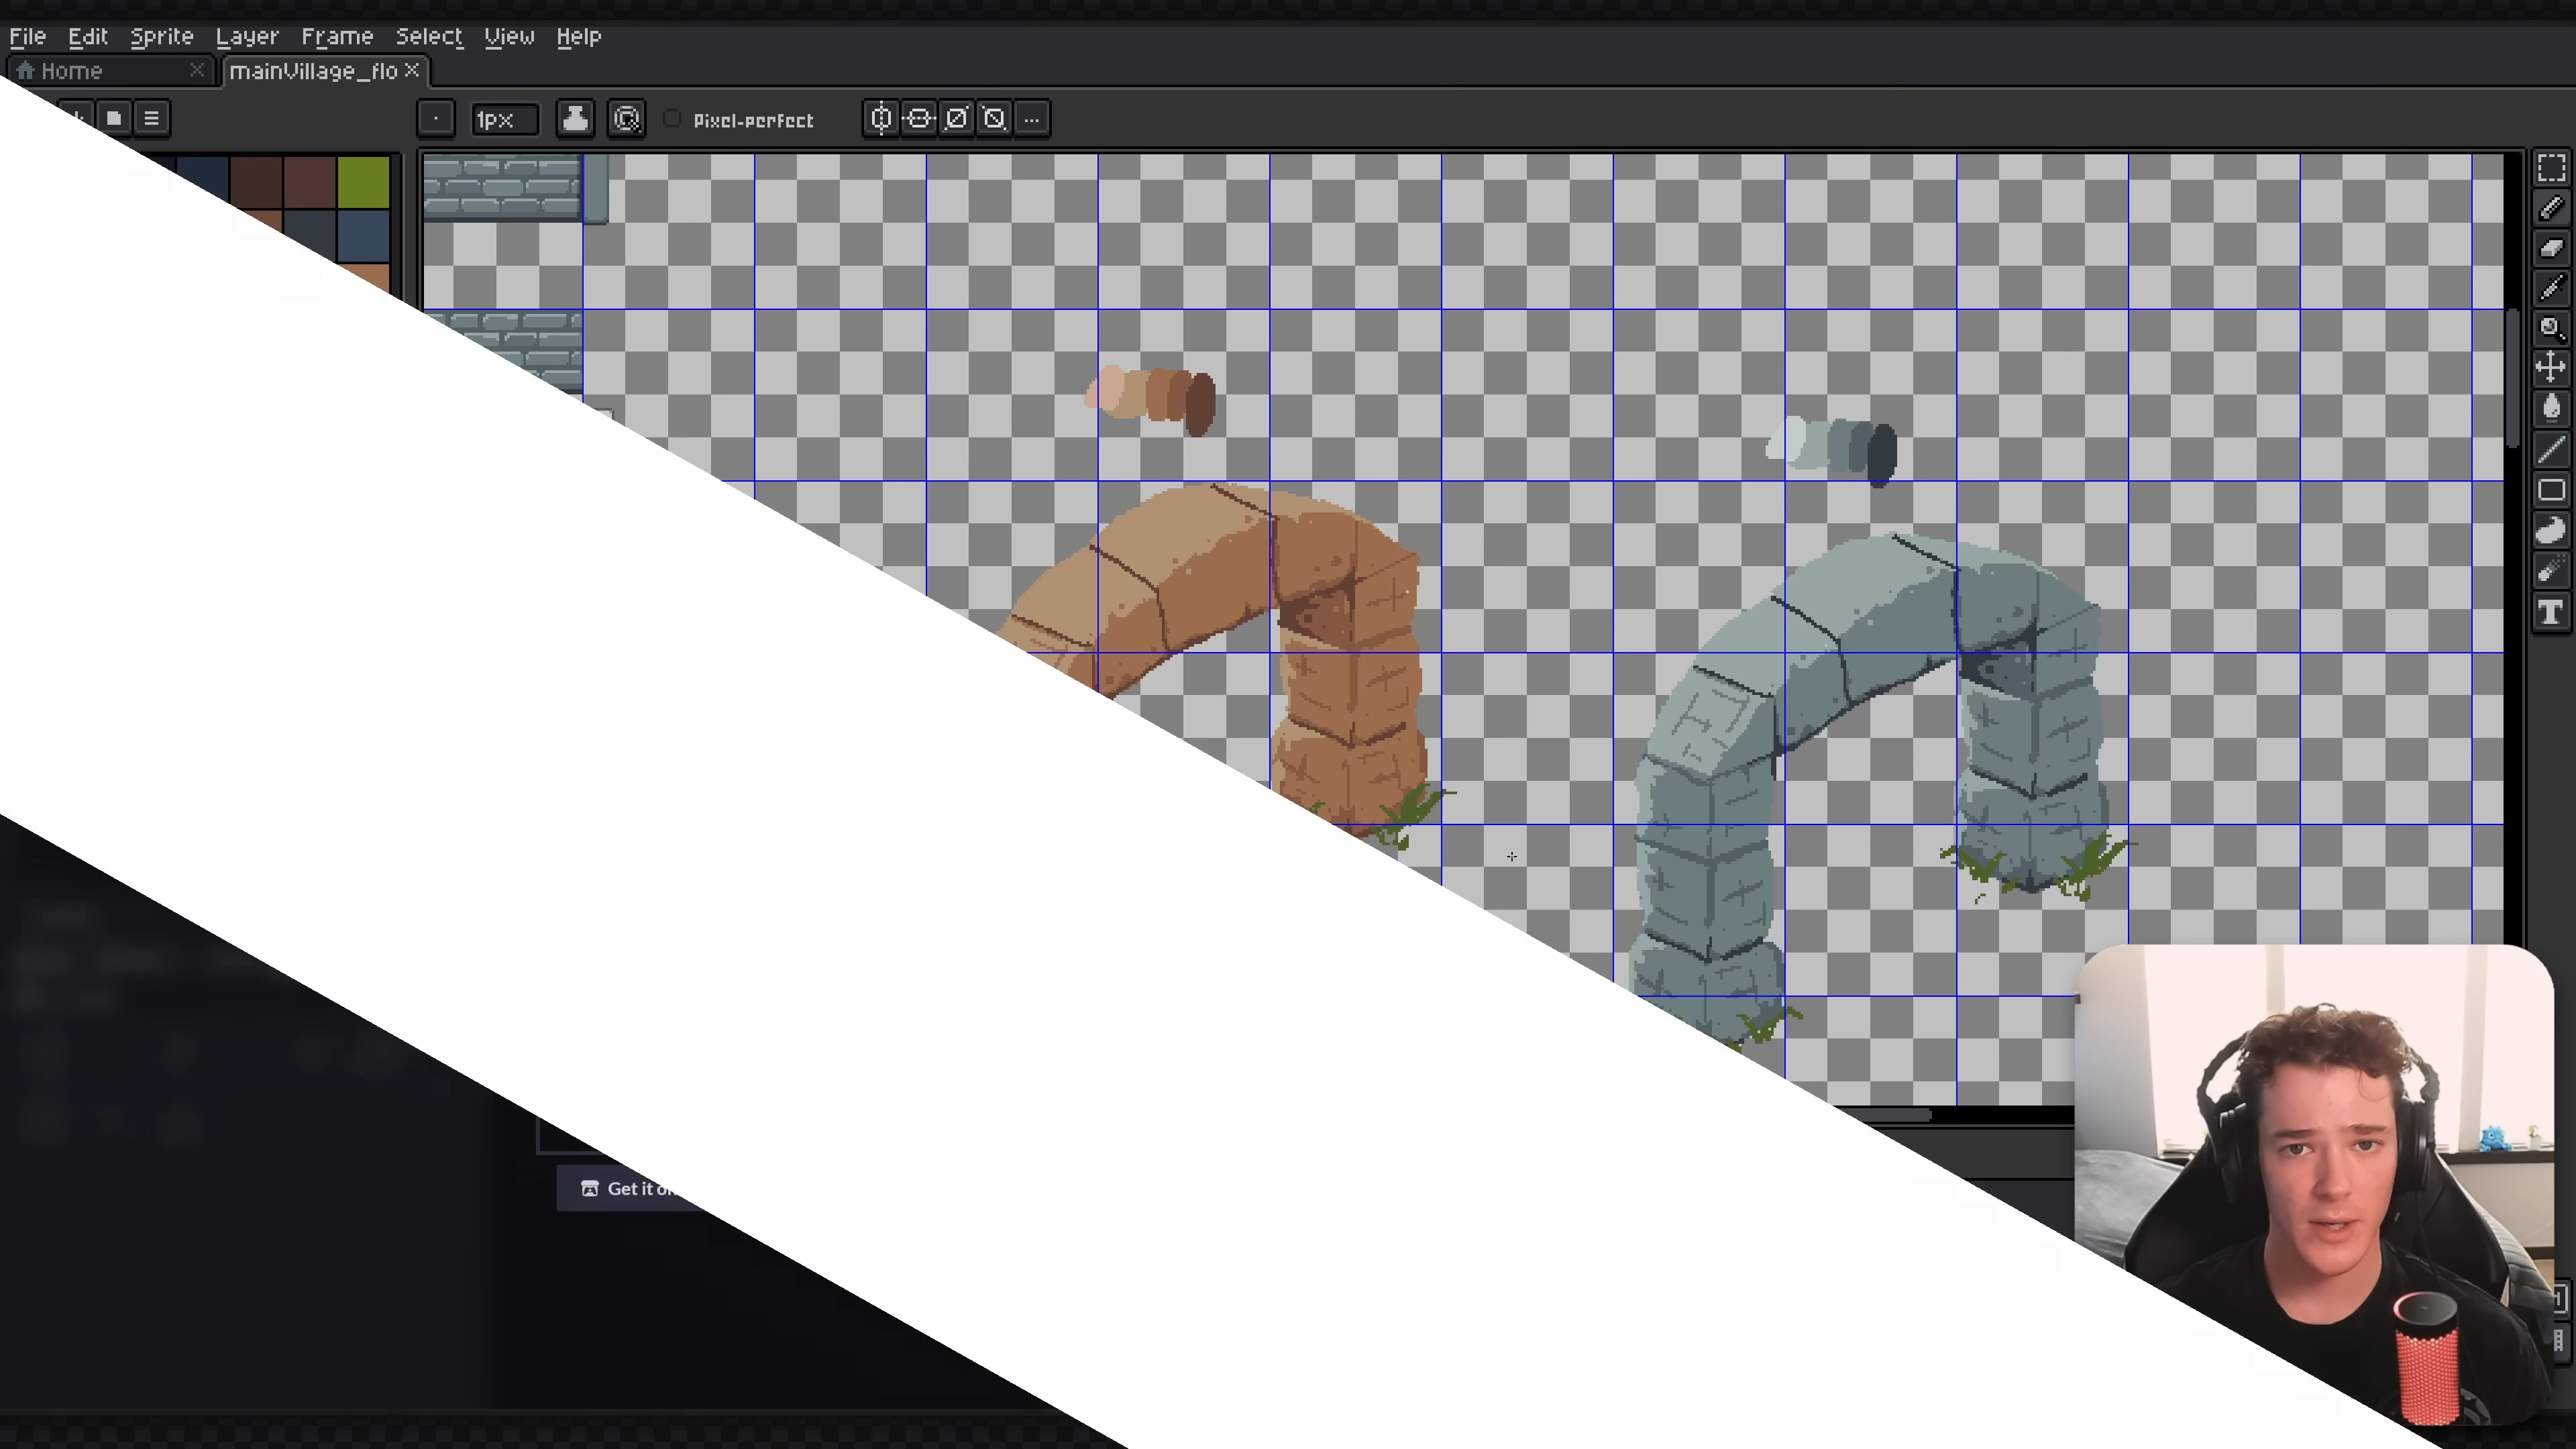 File Edit Sprite Layer Frame Select View Help
Home mainVillage_flo
1px Pixel-perfect ...
T
Get it